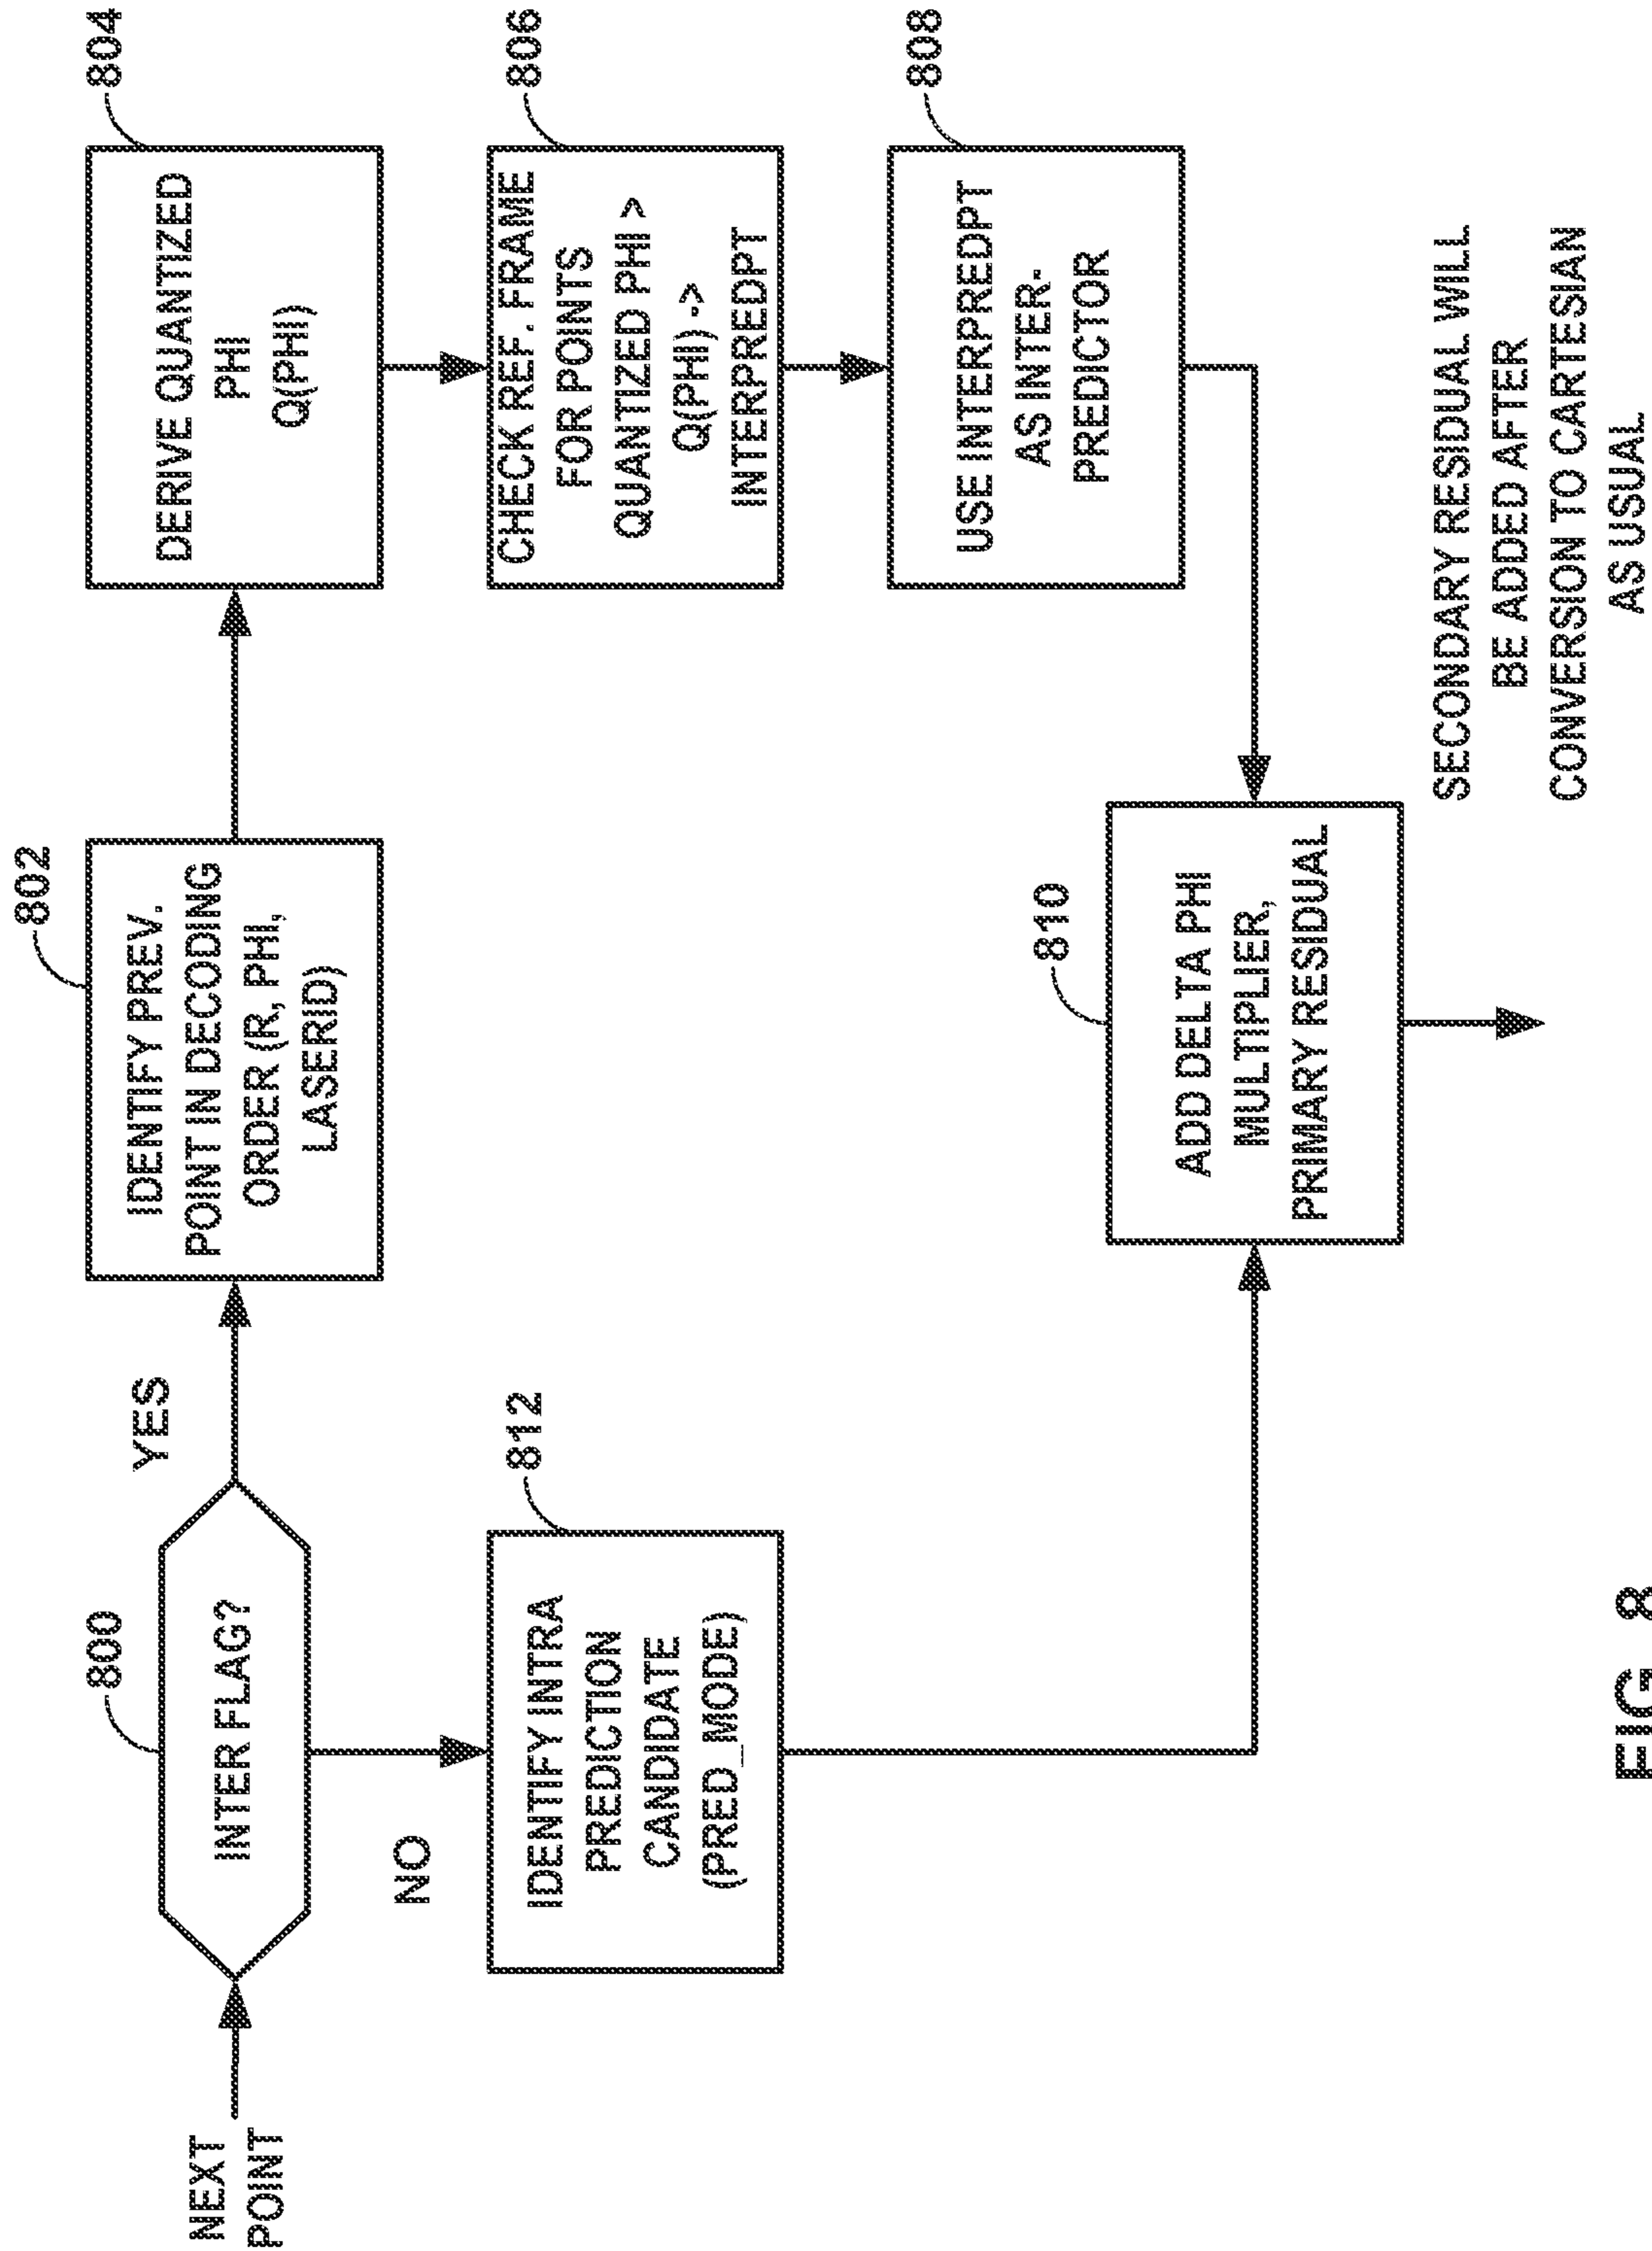 NEXT
POINT
800
INTER FLAG?
YES
NO
802
IDENTIFY PREV.
POINT IN DECODING
ORDER (R, PHI,
LASERID)
804
DERIVE QUANTIZED
PHI
Q(PHI)
806
CHECK REF. FRAME
FOR POINTS
QUANTIZED PHI >
Q(PHI) ->
INTERPREDPT
808
USE INTERPREDPT
AS INTER-
PREDICTOR
812
IDENTIFY INTRA
PREDICTION
CANDIDATE
(PRED_MODE)
810
ADD DELTA PHI
MULTIPLIER,
PRIMARY RESIDUAL
SECONDARY RESIDUAL WILL
BE ADDED AFTER
CONVERSION TO CARTESIAN
AS USUAL
FIG. 8